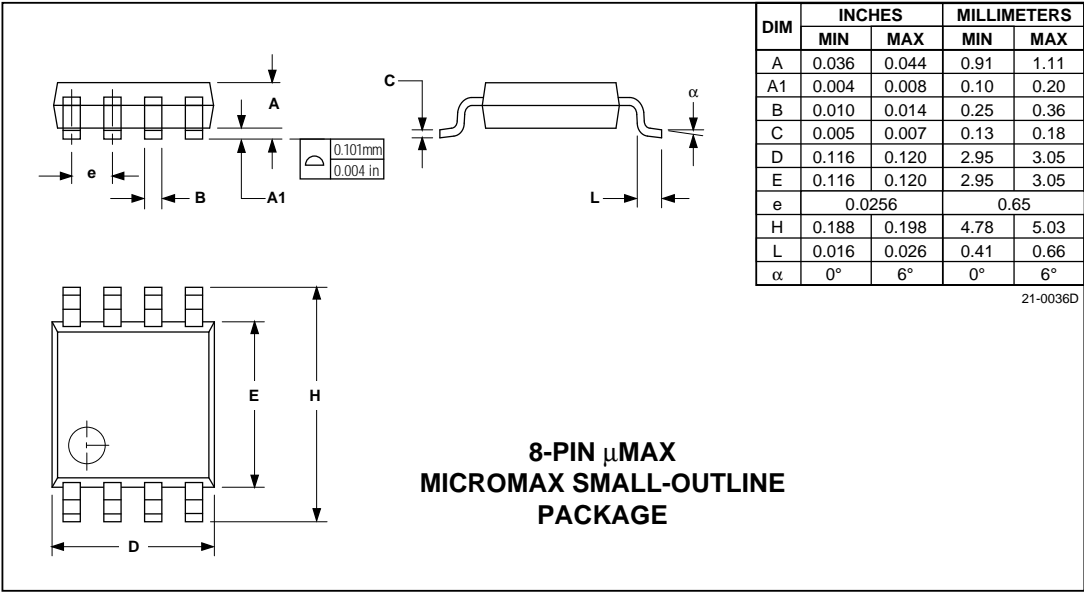 DIM INCHES MILLIMETERS
MIN MAX MIN MAX
A 0.036 0.044 0.91 1.11
A1 0.004 0.008 0.10 0.20
B 0.010 0.014 0.25 0.36
C 0.005 0.007 0.13 0.18
D 0.116 0.120 2.95 3.05
E 0.116 0.120 2.95 3.05
e 0.0256 0.65
H 0.188 0.198 4.78 5.03
L 0.016 0.026 0.41 0.66
α 0° 6° 0° 6°
21-0036D
A
C
α
0.101mm
0.004 in
e
B
A1
L
E
H
D
8-PIN μMAX
MICROMAX SMALL-OUTLINE
PACKAGE